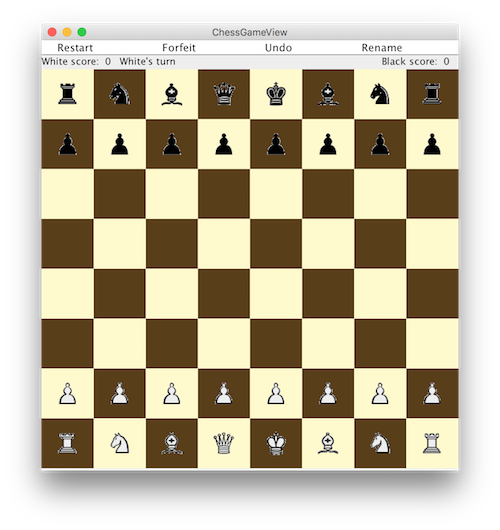 ChessGameView
Restart Forfeit Undo Rename
White score: 0 White's turn Black score: 0